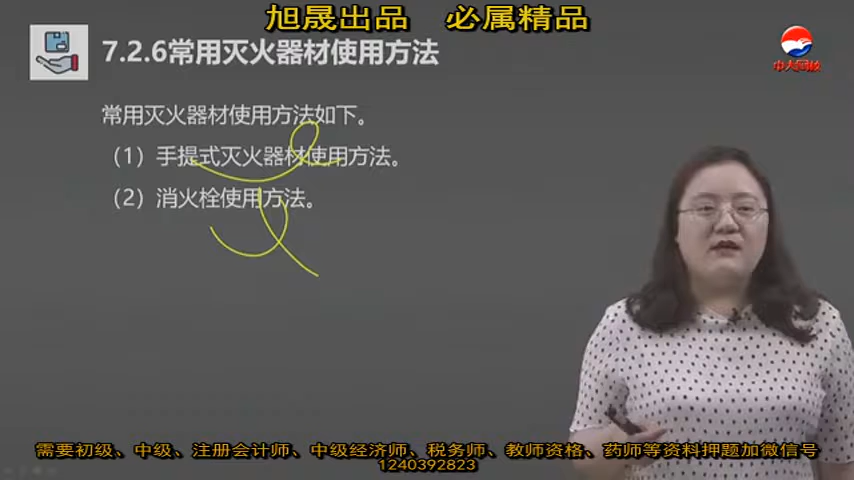 旭晟出品 必属精品
7.2.6常用灭火器材使用方法
中大网校
常用灭火器材使用方法如下。
（1）手提式灭火器材使用方法。
（2）消火栓使用方法。
需要初级、中级、注册会计师、中级经济师、税务师、教师资格、药师等资料押题加微信号
1240392823